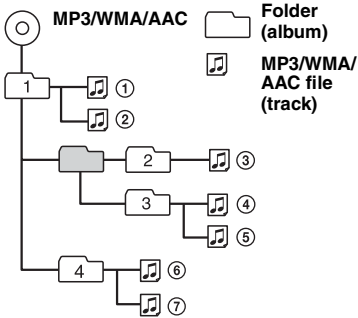 MP3/WMA/AAC
Folder
(album)
MP3/WMA/
AAC file
(track)
1
①
②
2
③
3
④
⑤
4
⑥
⑦